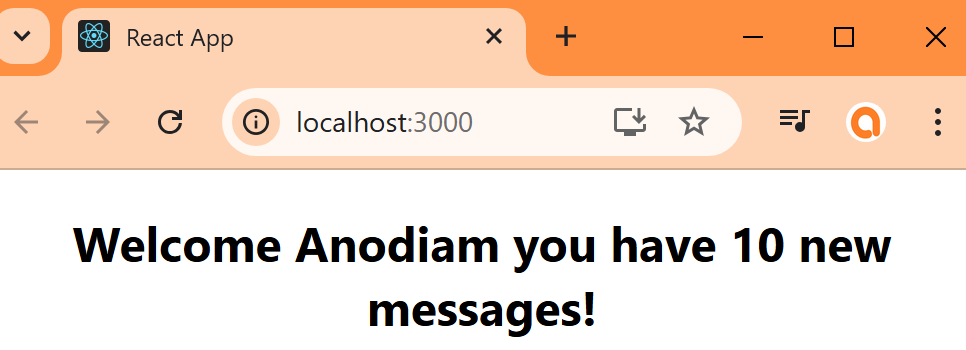 React App
localhost:3000
Welcome Anodiam you have 10 new
messages!